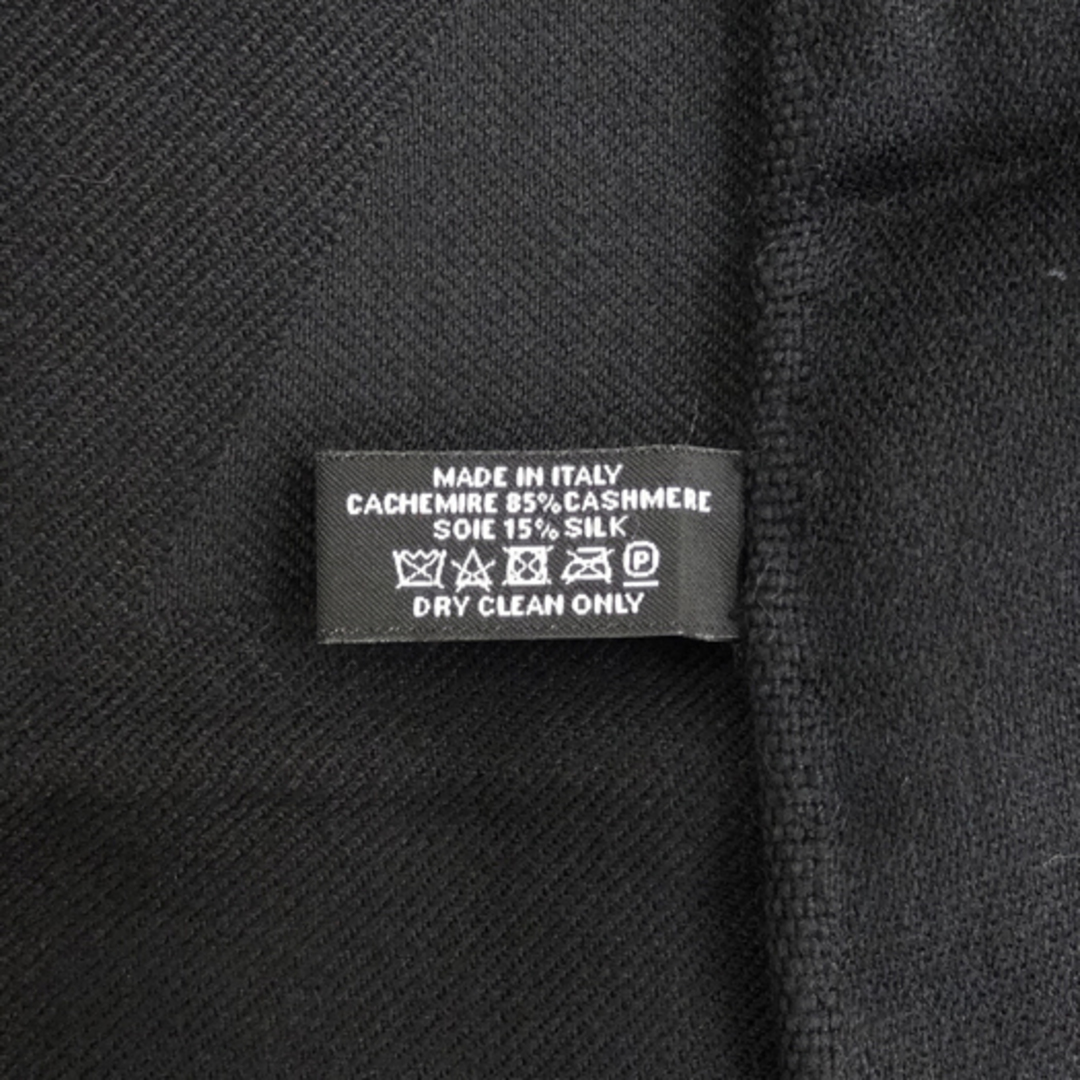 MADE IN ITALY
CACHEMIRE 85% CASHMERE
SOIE 15% SILK
P
DRY CLEAN ONLY